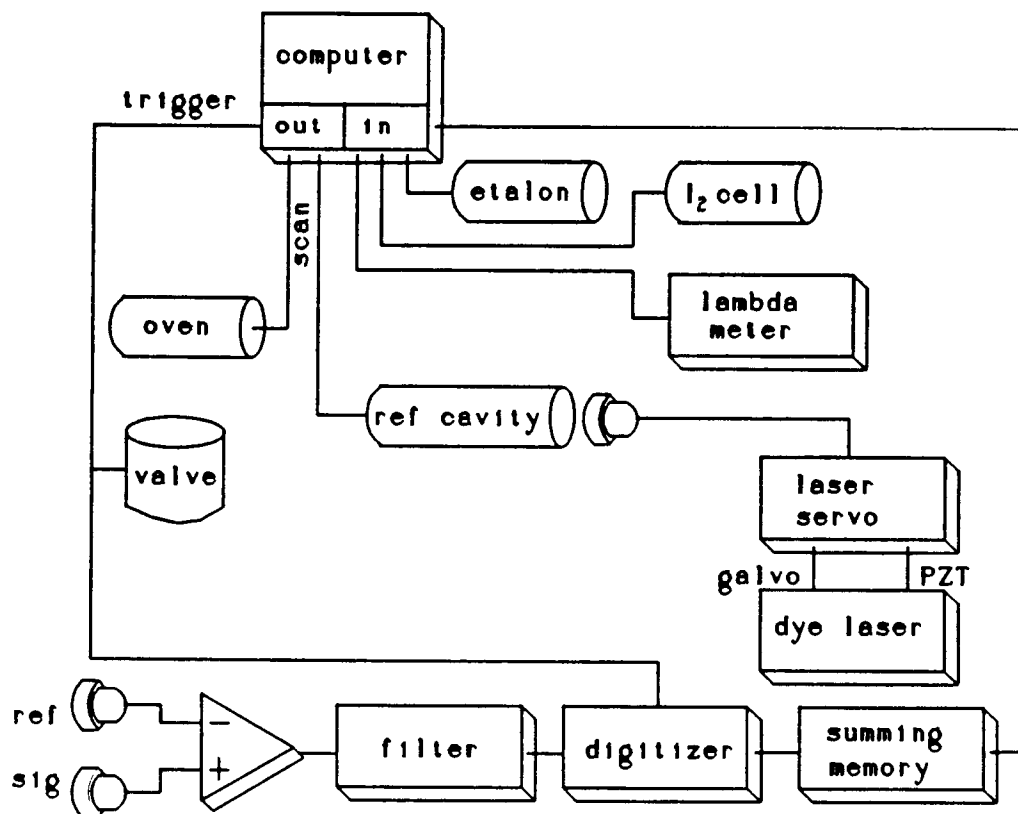 computer
trigger
out
in
etalon
I₂ cell
scan
oven
lambda
meter
ref cavity
valve
laser
servo
galvo
PZT
dye laser
ref
−
+
sig
filter
digitizer
summing
memory